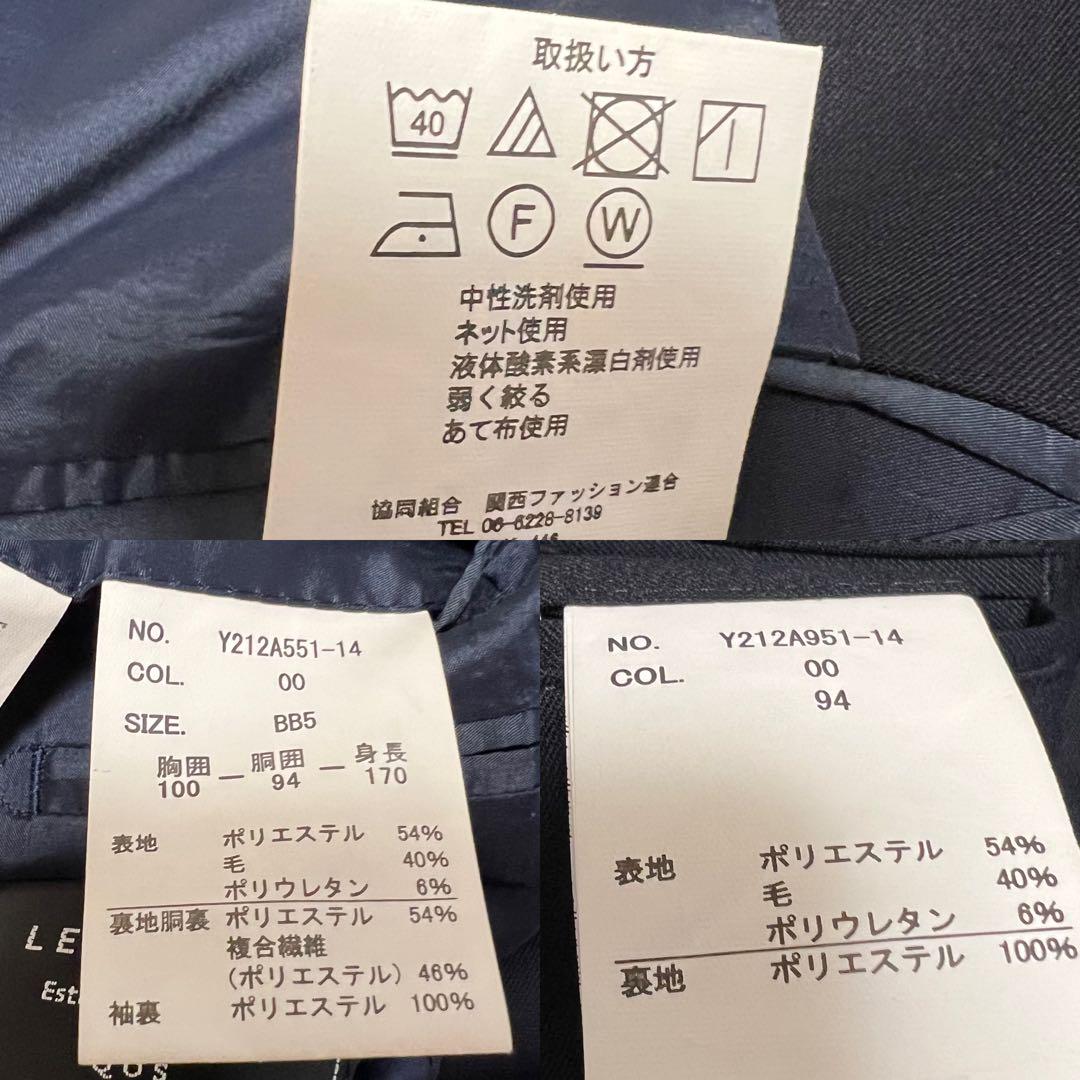 取扱い方
40
F W
中性洗剤使用
ネット使用
液体酸素系漂白剤使用
弱く絞る
あて布使用
協同組合 関西ファッション連合
TEL 06-6228-8139
NO. Y212A551-14
COL. 00
SIZE. BB5
胸囲 — 胴囲 — 身長
100 94 170
表地 ポリエステル 54%
毛 40%
ポリウレタン 6%
裏地胴裏 ポリエステル 54%
複合繊維
(ポリエステル) 46%
袖裏 ポリエステル 100%
LE
Est
NO. Y212A951-14
COL. 00
94
表地 ポリエステル 54%
毛 40%
ポリウレタン 6%
裏地 ポリエステル 100%